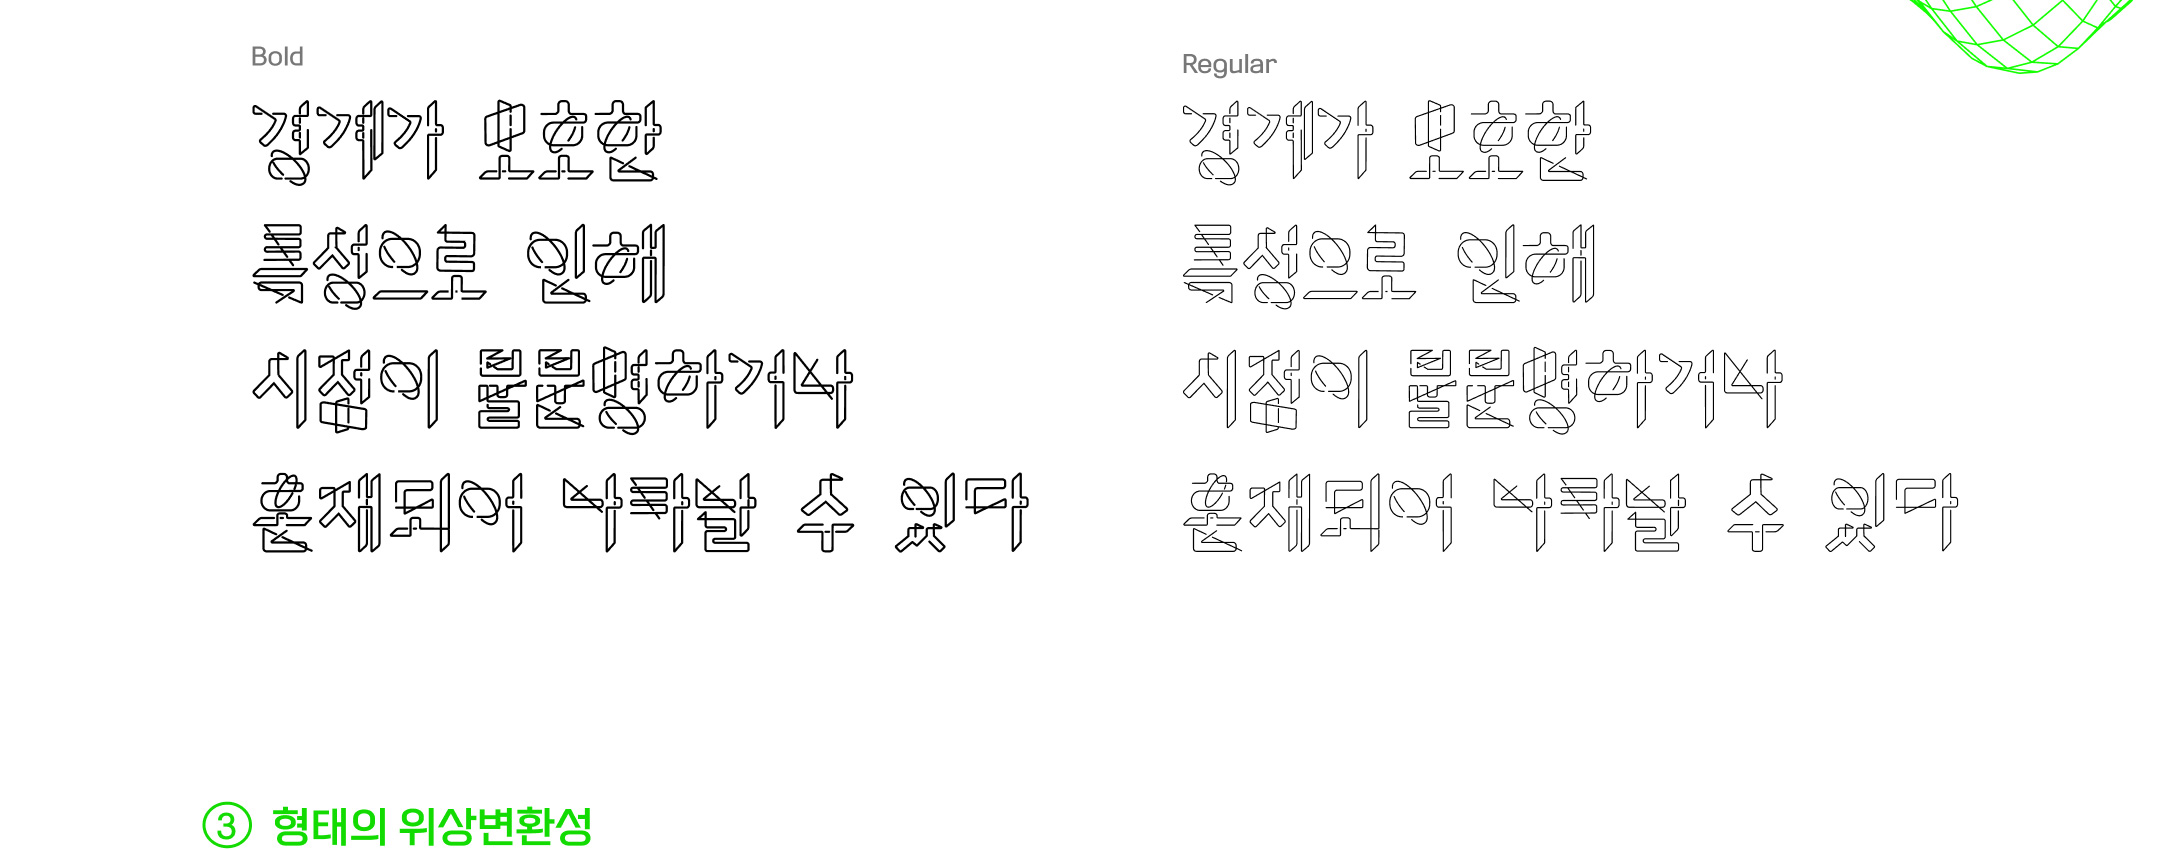 Bold
경계가 모호한
특성으로 인해
시점이 불분명하거나
혼재되어 나타날 수 있다
Regular
경계가 모호한
특성으로 인해
시점이 불분명하거나
혼재되어 나타날 수 있다
③ 형태의 위상변환성